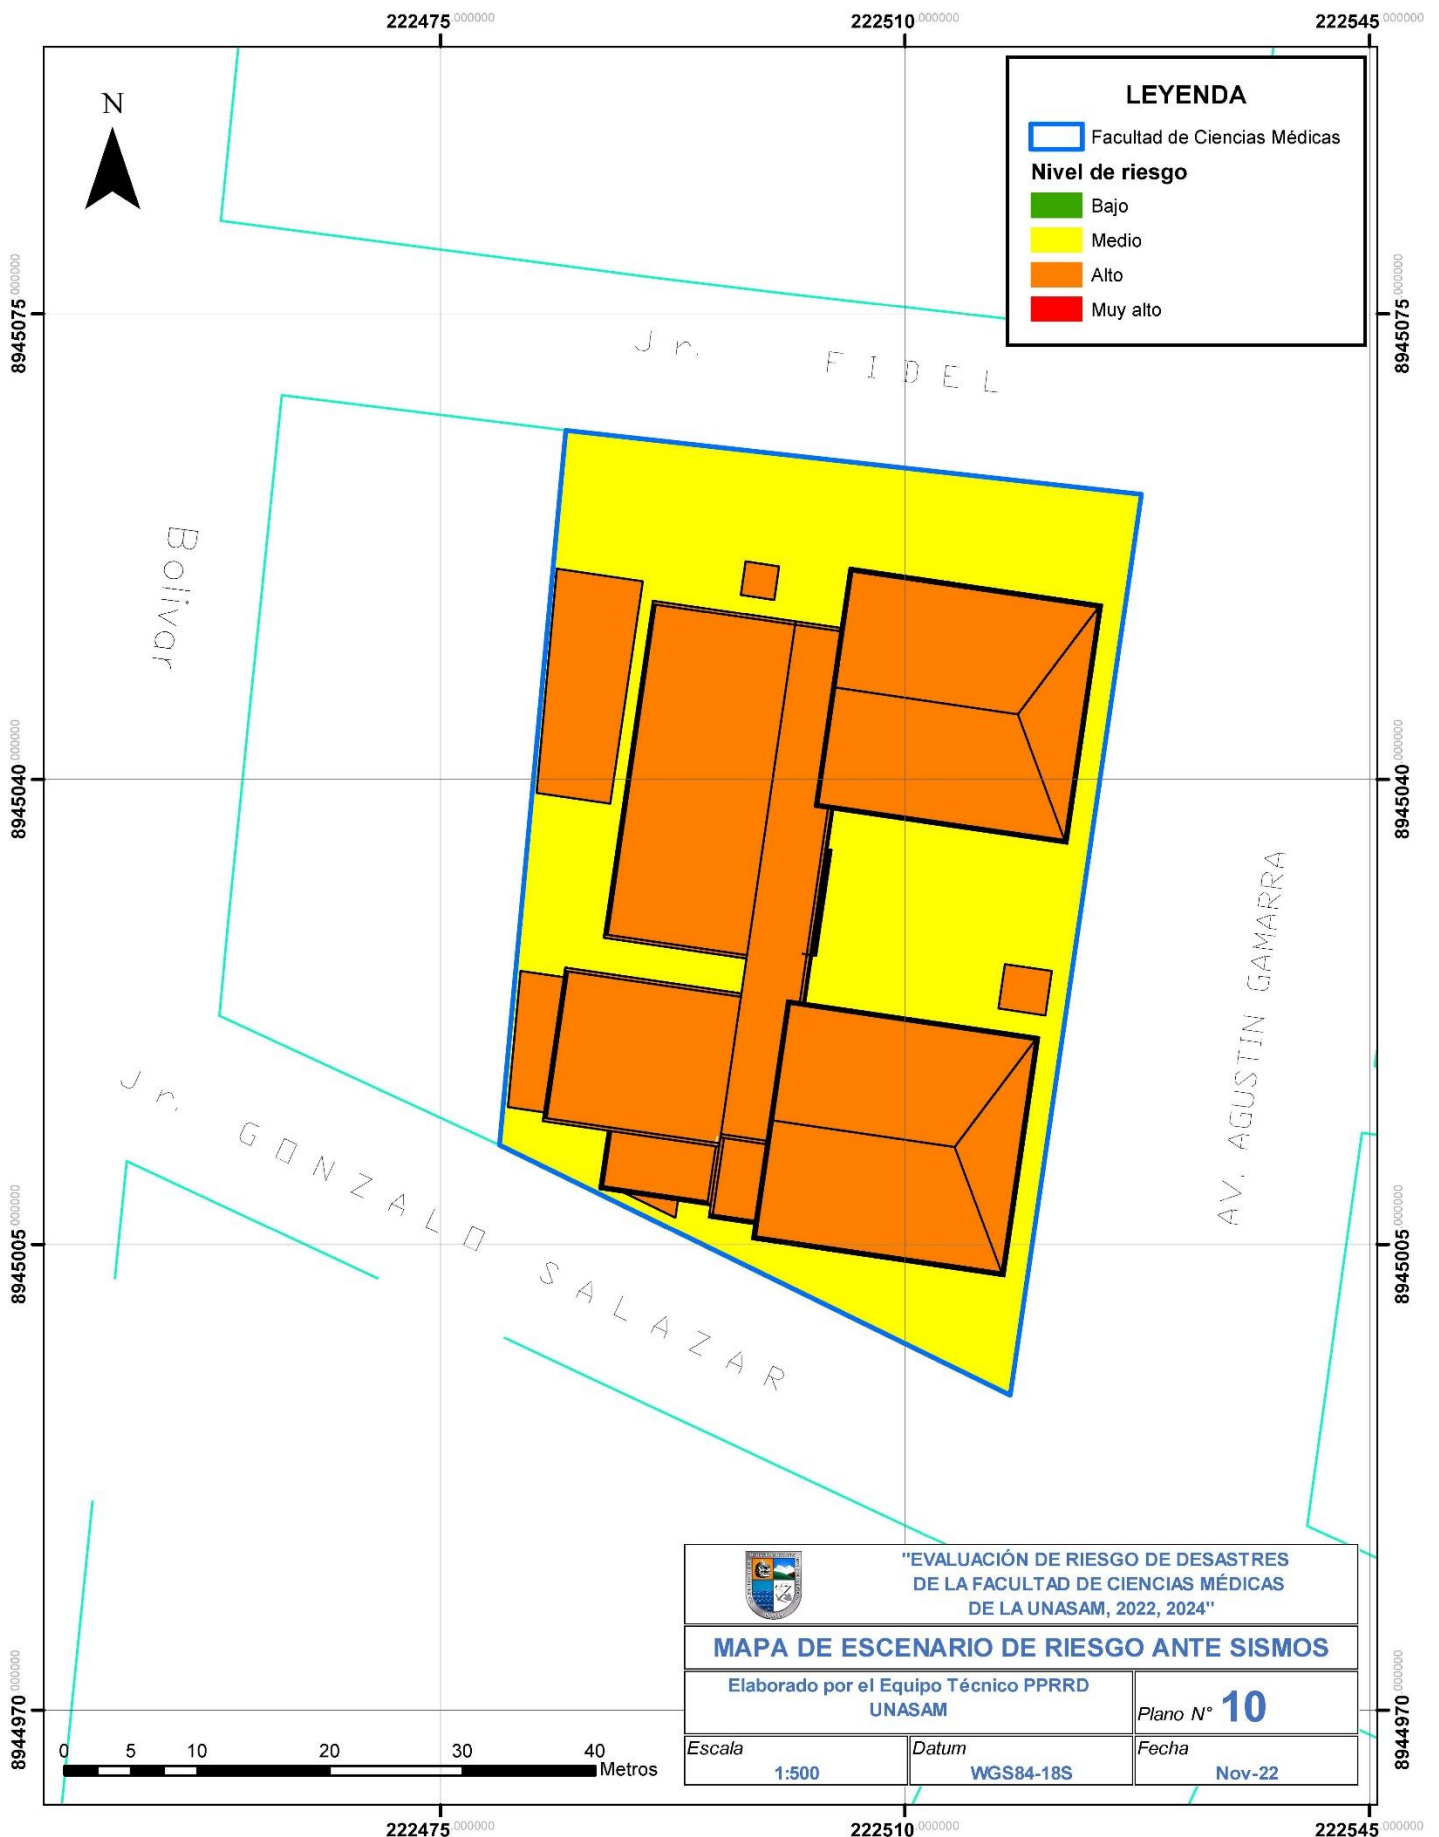 222475.000000
222510.000000
222545.000000
N
LEYENDA
Facultad de Ciencias Médicas
Nivel de riesgo
Bajo
Medio
Alto
Muy alto
8945075.000000
8945075.000000
Jr. FIDEL
Bolivar
8945040.000000
8945040.000000
AV. AGUSTIN GAMARRA
Jr. GONZALO SALAZAR
8945005.000000
8945005.000000
"EVALUACIÓN DE RIESGO DE DESASTRES
DE LA FACULTAD DE CIENCIAS MÉDICAS
DE LA UNASAM, 2022, 2024"
MAPA DE ESCENARIO DE RIESGO ANTE SISMOS
Elaborado por el Equipo Técnico PPRRD
UNASAM
Plano N° 10
Escala
1:500
Datum
WGS84-18S
Fecha
Nov-22
8944970.000000
8944970.000000
0 5 10 20 30 40
Metros
222475.000000
222510.000000
222545.000000